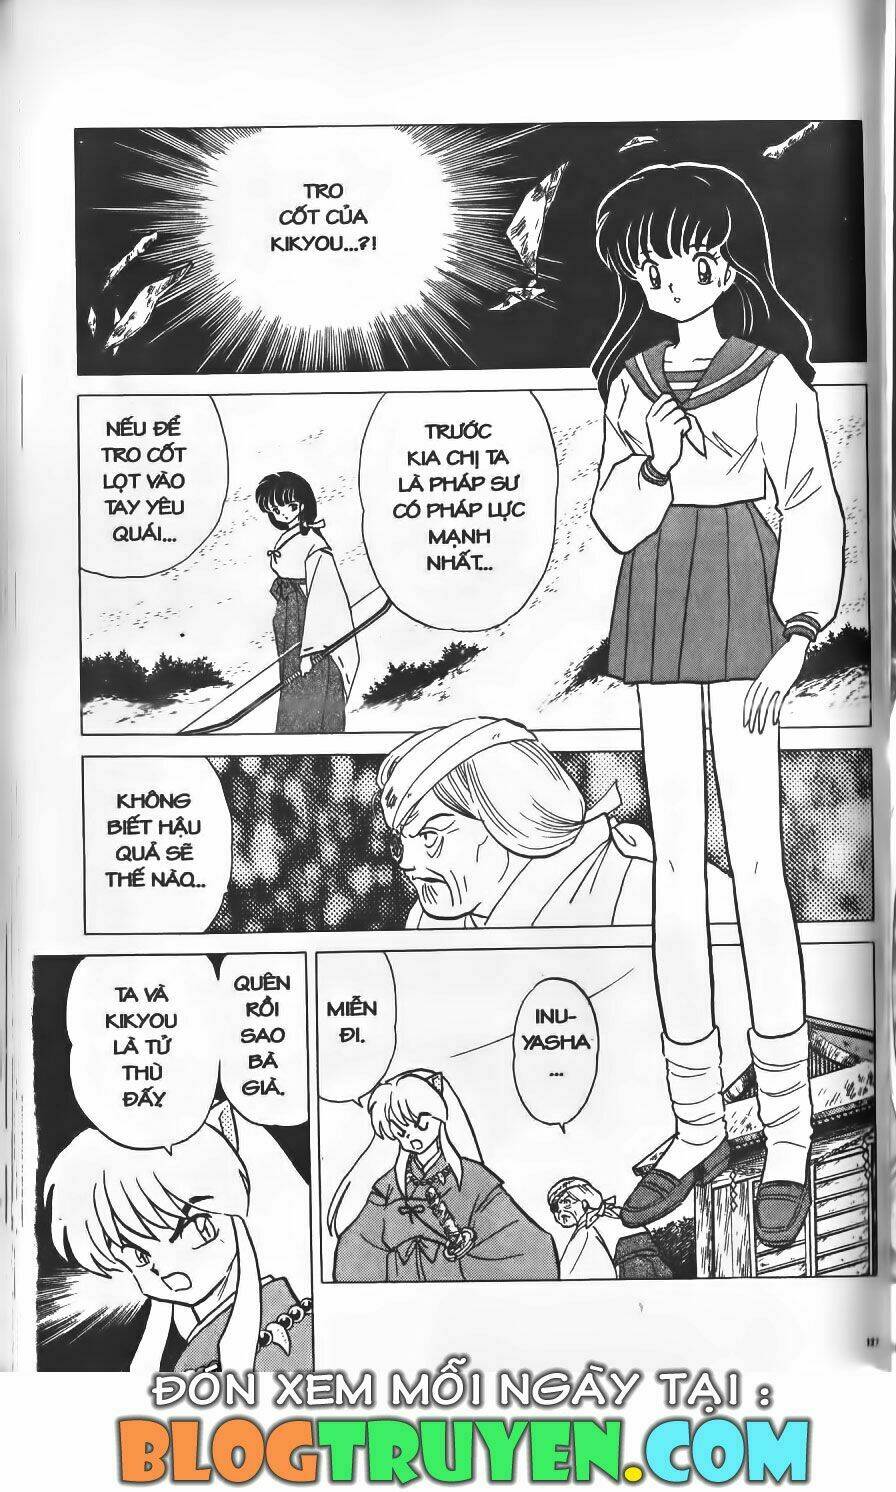 TRO
CỐT CỦA
KIKYOU...?!
TRƯỚC
KIA CHỊ TA
LÀ PHÁP SƯ
CÓ PHÁP LỰC
MẠNH
NHẤT...
NẾU ĐỂ
TRO CỐT
LỌT VÀO
TAY YÊU
QUÁI...
KHÔNG
BIẾT HẬU
QUẢ SẼ
THẾ NÀO...
INU-
YASHA
...
MIỄN
ĐI.
QUÊN
RỒI
SAO
BÀ
GIÀ.
TA VÀ
KIKYOU
LÀ TỬ
THÙ
ĐẤY.
ĐÓN XEM MỖI NGÀY TẠI :
BLOGTRUYEN.COM